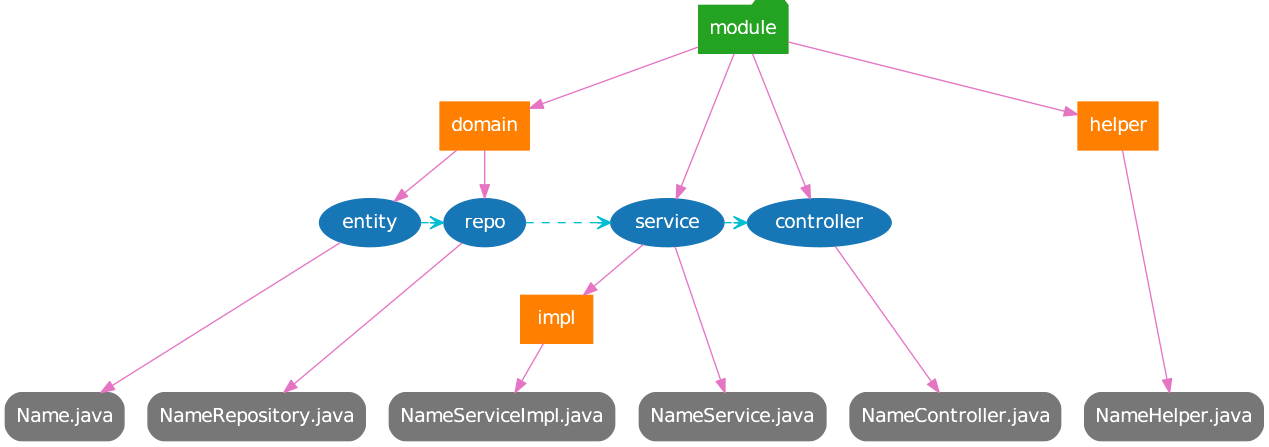 module
domain
helper
entity
repo
service
controller
impl
Name.java
NameRepository.java
NameServiceImpl.java
NameService.java
NameController.java
NameHelper.java